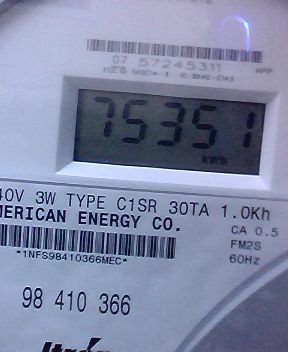 07 57245311
75351
kWh
40V 3W TYPE C1SR 30TA 1.0Kh
MERICAN ENERGY CO.
CA 0.5
FM2S
60Hz
*1NFS98410366MEC*
98 410 366
Itron